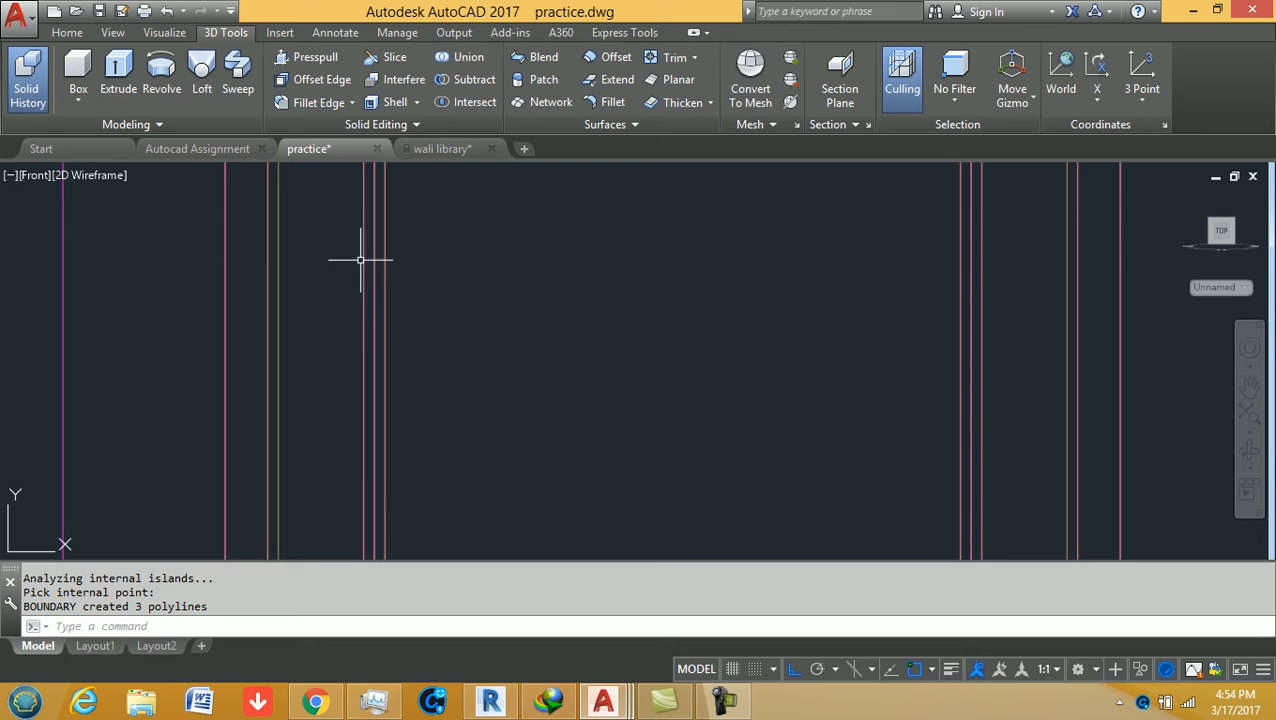 Autodesk AutoCAD 2017 practice.dwg
Type a keyword or phrase
Sign In
Home View Visualize 3D Tools Insert Annotate Manage Output Add-ins A360 Express Tools
Solid History
Box
Extrude
Revolve
Loft
Sweep
Modeling
Presspull
Slice
Union
Offset Edge
Interfere
Subtract
Fillet Edge
Shell
Intersect
Solid Editing
Blend
Offset
Trim
Patch
Extend
Planar
Network
Fillet
Thicken
Surfaces
Convert To Mesh
Mesh
Section Plane
Section
Culling
No Filter
Move Gizmo
Selection
World
X
3 Point
Coordinates
Start
Autocad Assignment
practice*
wali library*
[−][Front][2D Wireframe]
TOP
Unnamed
Y
X
Analyzing internal islands...
Pick internal point:
BOUNDARY created 3 polylines
Type a command
Model Layout1 Layout2 +
MODEL
1:1
4:54 PM
3/17/2017